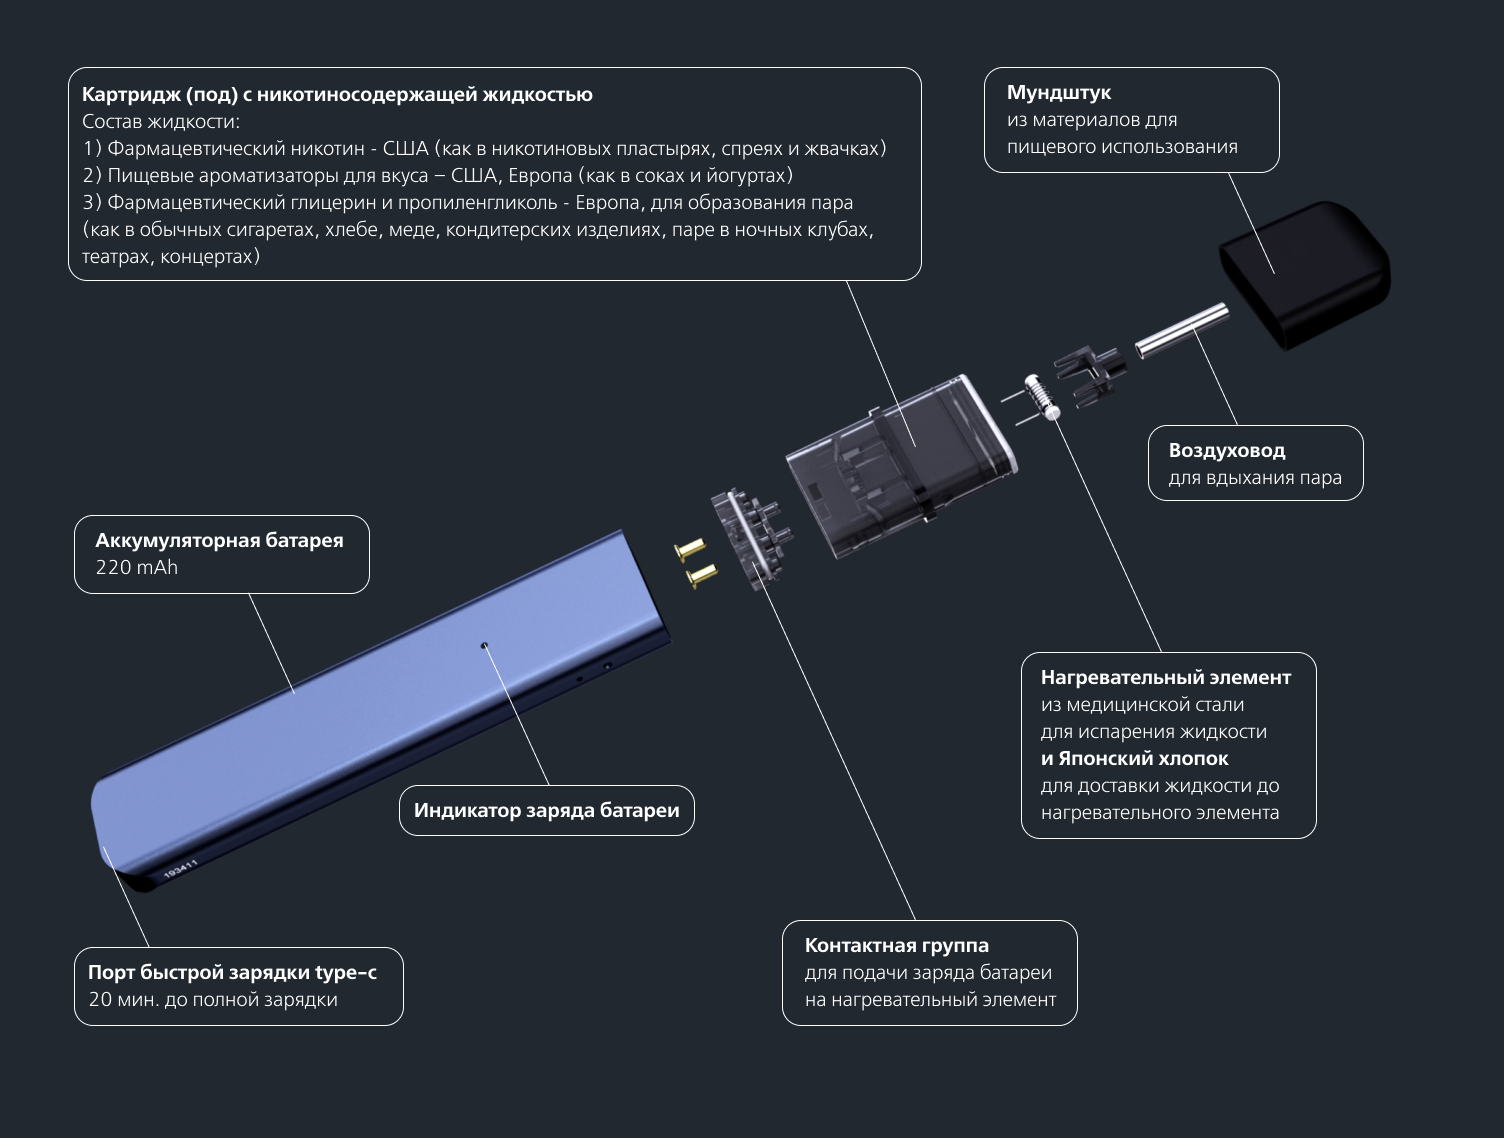 Картридж (под) с никотиносодержащей жидкостью
Состав жидкости:
1) Фармацевтический никотин - США (как в никотиновых пластырях, спреях и жвачках)
2) Пищевые ароматизаторы для вкуса – США, Европа (как в соках и йогуртах)
3) Фармацевтический глицерин и пропиленгликоль - Европа, для образования пара
(как в обычных сигаретах, хлебе, меде, кондитерских изделиях, паре в ночных клубах,
театрах, концертах)
Мундштук
из материалов для
пищевого использования
Воздуховод
для вдыхания пара
Аккумуляторная батарея
220 mAh
Нагревательный элемент
из медицинской стали
для испарения жидкости
и Японский хлопок
для доставки жидкости до
нагревательного элемента
Индикатор заряда батареи
193411
Контактная группа
для подачи заряда батареи
на нагревательный элемент
Порт быстрой зарядки type-c
20 мин. до полной зарядки